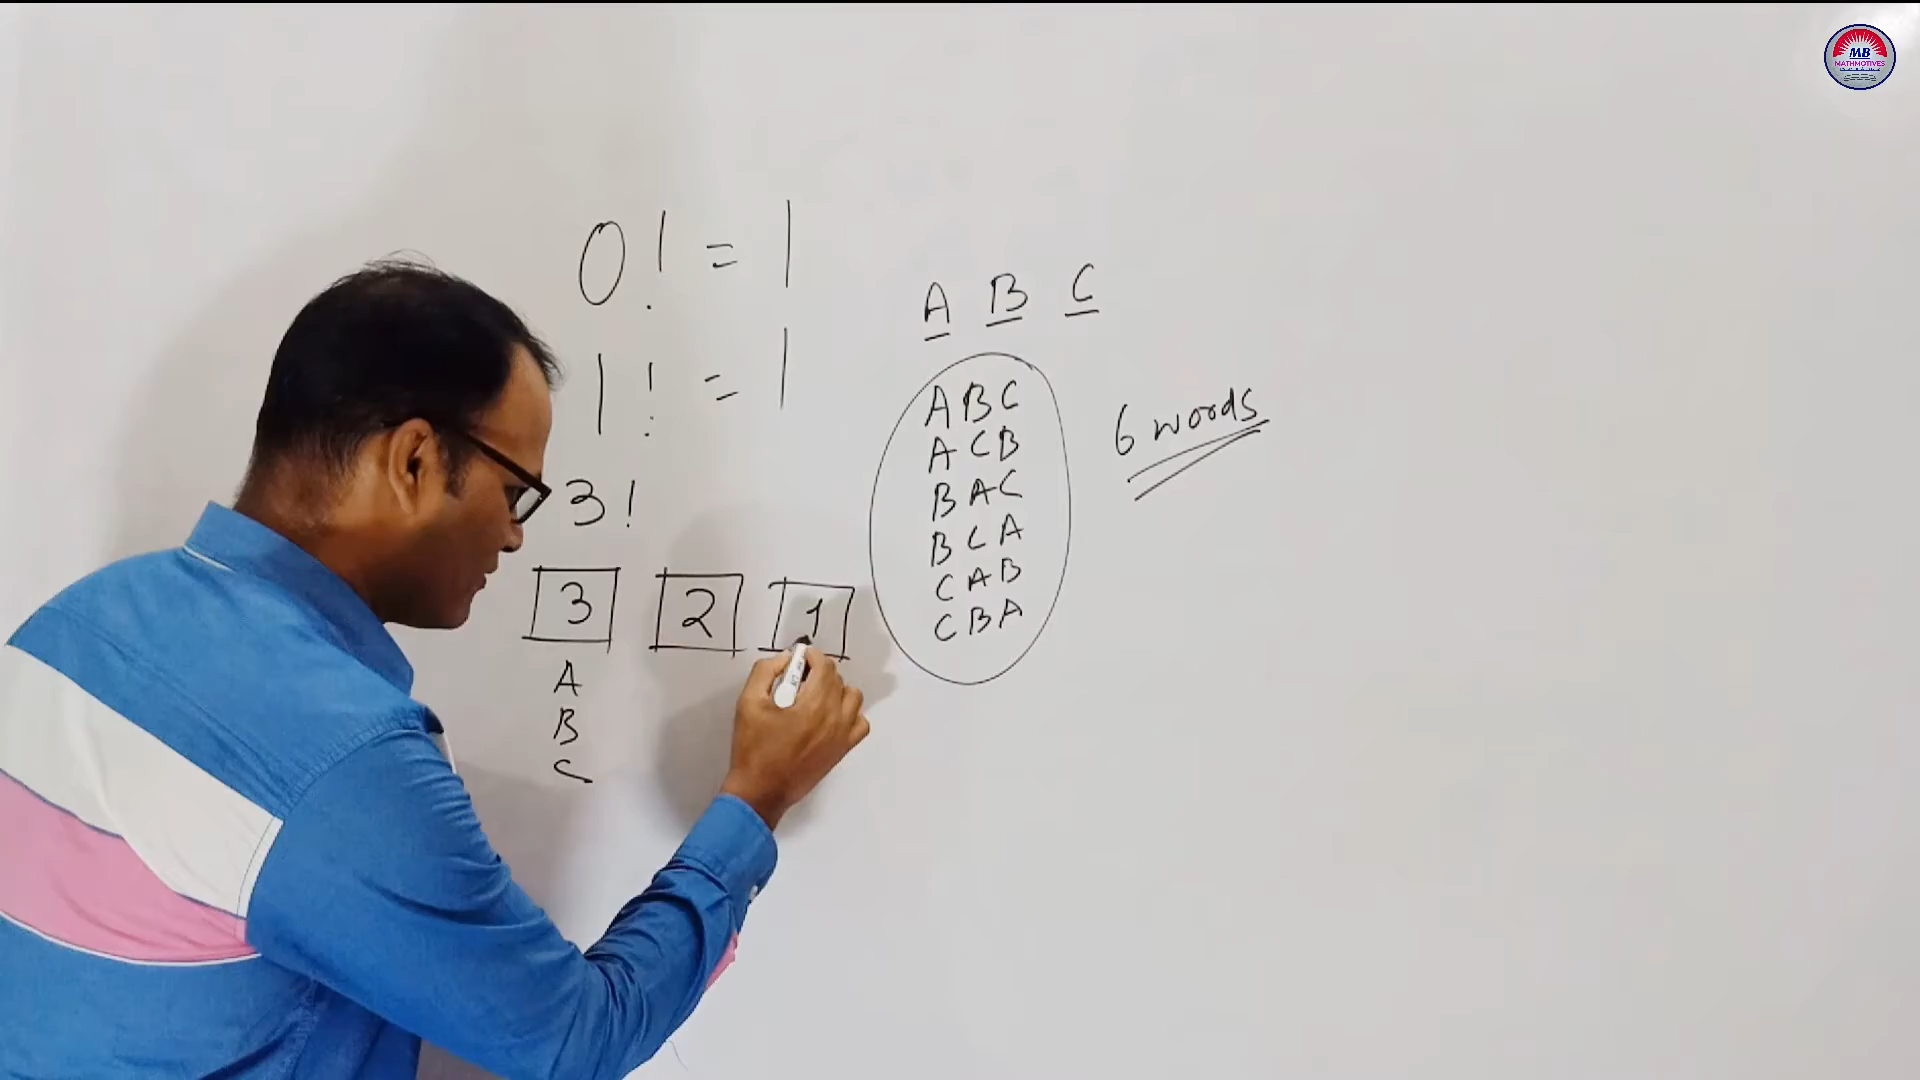 MB
MATHMOTIVES
0! = 1
1! = 1
3!
3 2 1
A
B
C
A B C
ABC
ACB
BAC
BCA
CAB
CBA
6 words